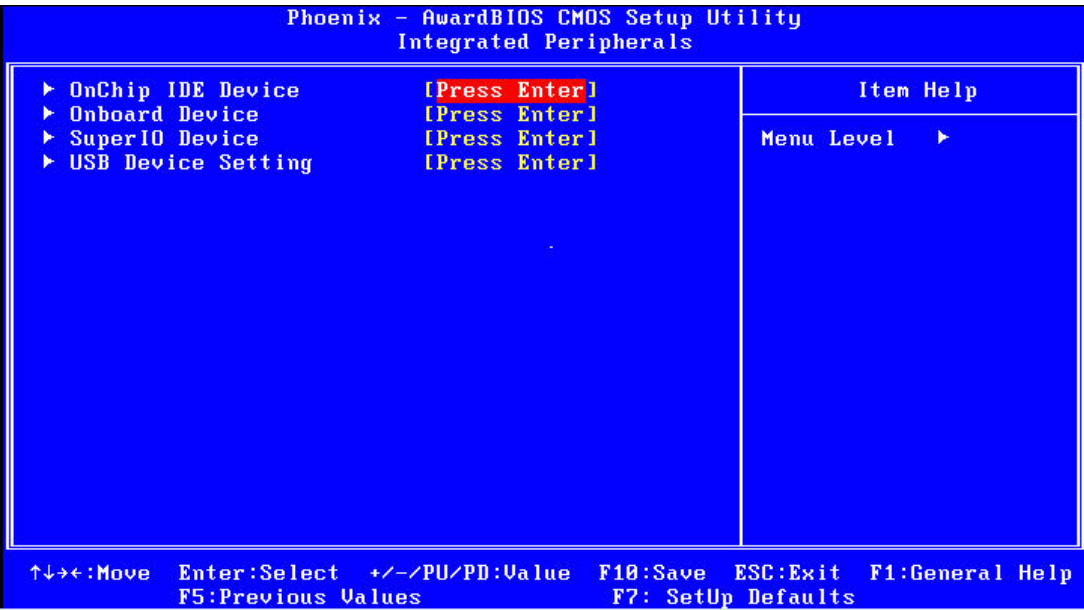 Phoenix - AwardBIOS CMOS Setup Utility
Integrated Peripherals
OnChip IDE Device [Press Enter]
Onboard Device [Press Enter]
SuperIO Device [Press Enter]
USB Device Setting [Press Enter]
Item Help
Menu Level ►
↑↓→←:Move Enter:Select +/-/PU/PD:Value F10:Save ESC:Exit F1:General Help
F5:Previous Values F7: SetUp Defaults